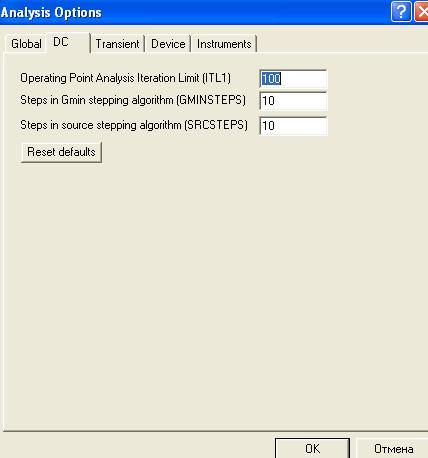 Analysis Options
Global DC Transient Device Instruments
Operating Point Analysis Iteration Limit (ITL1) 100
Steps in Gmin stepping algorithm (GMINSTEPS) 10
Steps in source stepping algorithm (SRCSTEPS) 10
Reset defaults
OK Отмена